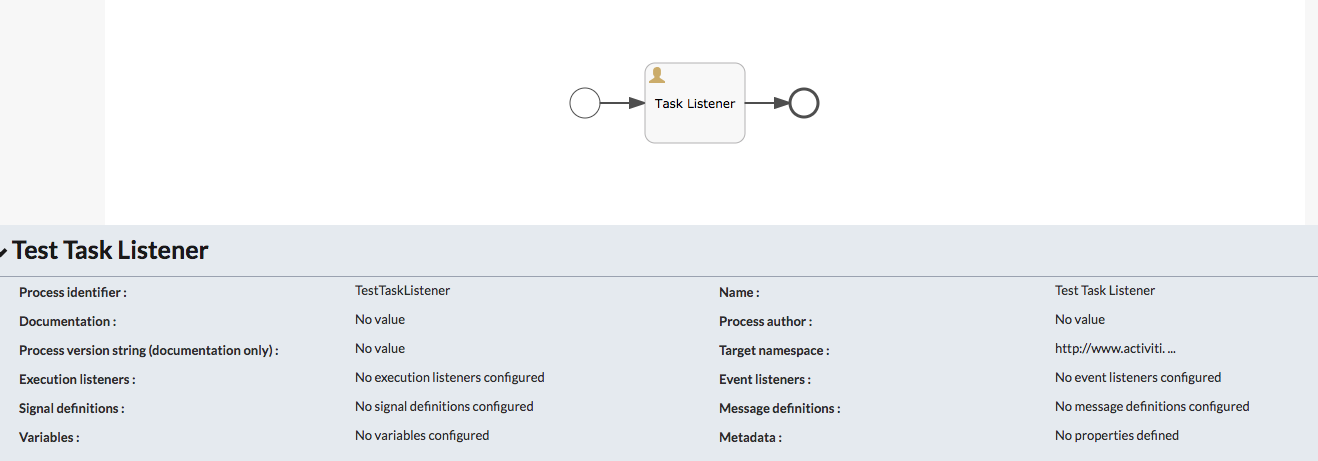 Task Listener
Test Task Listener
Process identifier : TestTaskListener Name : Test Task Listener
Documentation : No value Process author : No value
Process version string (documentation only) : No value Target namespace : http://www.activiti. ...
Execution listeners : No execution listeners configured Event listeners : No event listeners configured
Signal definitions : No signal definitions configured Message definitions : No message definitions configured
Variables : No variables configured Metadata : No properties defined